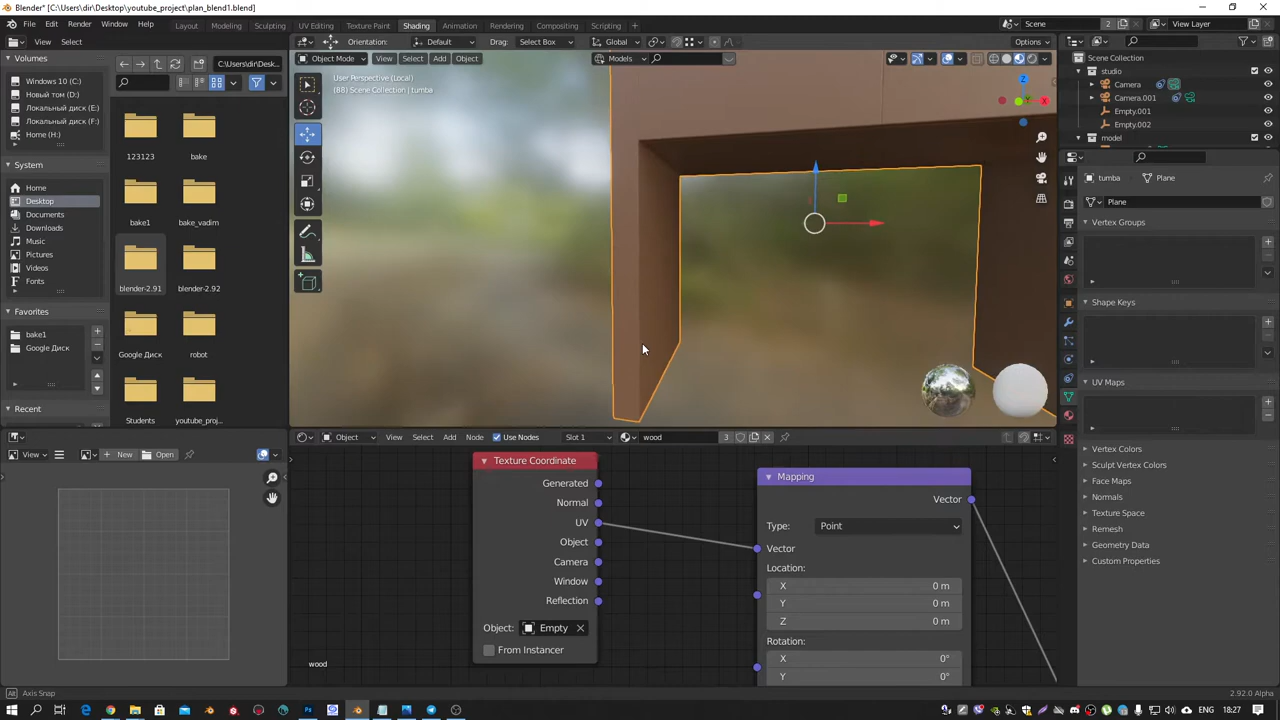 Blender* [C:\Users\dir\Desktop\youtube_project\plan_blend1.blend]
File Edit Render Window Help
Layout Modeling Sculpting UV Editing Texture Paint Shading Animation Rendering Compositing Scripting +
Scene 2 View Layer
View Select
Orientation: Default Drag: Select Box Global Options
Volumes
C:\Users\dir\Desk...
Windows 10 (C:)
Новый том (D:)
Локальный диск (E:)
Локальный диск (F:)
Home (H:)
System
Home
Desktop
Documents
Downloads
Music
Pictures
Videos
Fonts
Favorites
bake1
Google Диск
Recent
123123 bake
bake1 bake_vadim
blender-2.91 blender-2.92
Google Диск robot
Students youtube_proj...
Object Mode View Select Add Object Models
User Perspective (Local)
(88) Scene Collection | tumba
Z
X
Scene Collection
studio
Camera
Camera.001
Empty.001
Empty.002
model
tumba Plane
Plane
Vertex Groups
Shape Keys
UV Maps
Vertex Colors
Sculpt Vertex Colors
Face Maps
Normals
Texture Space
Remesh
Geometry Data
Custom Properties
View New Open
Object View Select Add Node Use Nodes Slot 1 wood 3
Texture Coordinate
Generated
Normal
UV
Object
Camera
Window
Reflection
Object: Empty
From Instancer
Mapping
Vector
Type: Point
Vector
Location:
X 0 m
Y 0 m
Z 0 m
Rotation:
X 0°
Y 0°
wood
Axis Snap
2.92.0 Alpha
18:27